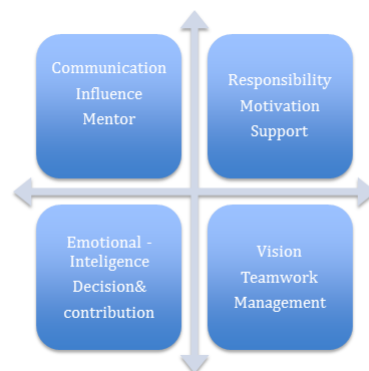 Communication
Influence
Mentor
Responsibility
Motivation
Support
Emotional -
Inteligence
Decision&
contribution
Vision
Teamwork
Management